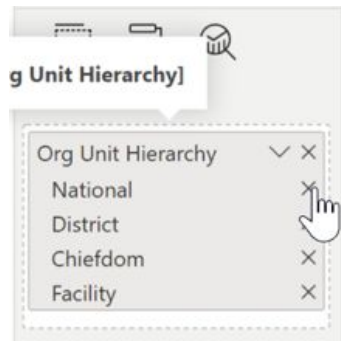 g Unit Hierarchy]
Org Unit Hierarchy
National
District
Chiefdom
Facility